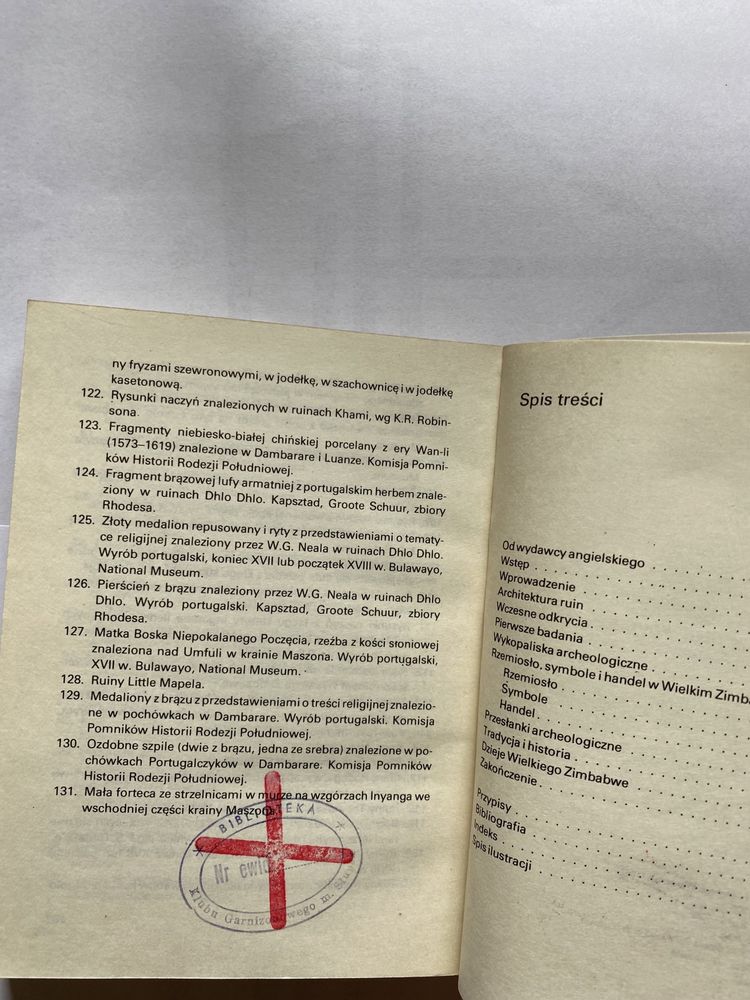 ny fryzami szewronowymi, w jodełkę, w szachownicę i w jodełkę
kasetonową.
122. Rysunki naczyń znalezionych w ruinach Khami, wg K.R. Robin-
sona.
123. Fragmenty niebiesko-białej chińskiej porcelany z ery Wan-li
(1573–1619) znalezione w Dambarare i Luanze. Komisja Pomni-
ków Historii Rodezji Południowej.
124. Fragment brązowej lufy armatniej z portugalskim herbem znale-
ziony w ruinach Dhlo Dhlo. Kapsztad, Groote Schuur, zbiory
Rhodesa.
125. Złoty medalion repusowany i ryty z przedstawieniami o tematy-
ce religijnej znaleziony przez W.G. Neala w ruinach Dhlo Dhlo.
Wyrób portugalski, koniec XVII lub początek XVIII w. Bulawayo,
National Museum.
126. Pierścień z brązu znaleziony przez W.G. Neala w ruinach Dhlo
Dhlo. Wyrób portugalski. Kapsztad, Groote Schuur, zbiory
Rhodesa.
127. Matka Boska Niepokalanego Poczęcia, rzeźba z kości słoniowej
znaleziona nad Umfuli w krainie Maszona. Wyrób portugalski,
XVII w. Bulawayo, National Museum.
128. Ruiny Little Mapela.
129. Medaliony z brązu z przedstawieniami o treści religijnej znalezio-
ne w pochówkach w Dambarare. Wyrób portugalski. Komisja
Pomników Historii Rodezji Południowej.
130. Ozdobne szpile (dwie z brązu, jedna ze srebra) znalezione w po-
chówkach Portugalczyków w Dambarare. Komisja Pomników
Historii Rodezji Południowej.
131. Mała forteca ze strzelnicami w murze na wzgórzach Inyanga we
wschodniej części krainy Maszona.
BIBLIOTEKA
Nr
Klubu Garnizonowego m.
Spis treści
Od wydawcy angielskiego
Wstęp
Wprowadzenie
Architektura ruin
Wczesne odkrycia
Pierwsze badania
Wykopaliska archeologiczne
Rzemiosło, symbole i handel w Wielkim Zimba
Rzemiosło
Symbole
Handel
Przesłanki archeologiczne
Tradycja i historia
Dzieje Wielkiego Zimbabwe
Zakończenie
Przypisy
Bibliografia
Indeks
Spis ilustracji